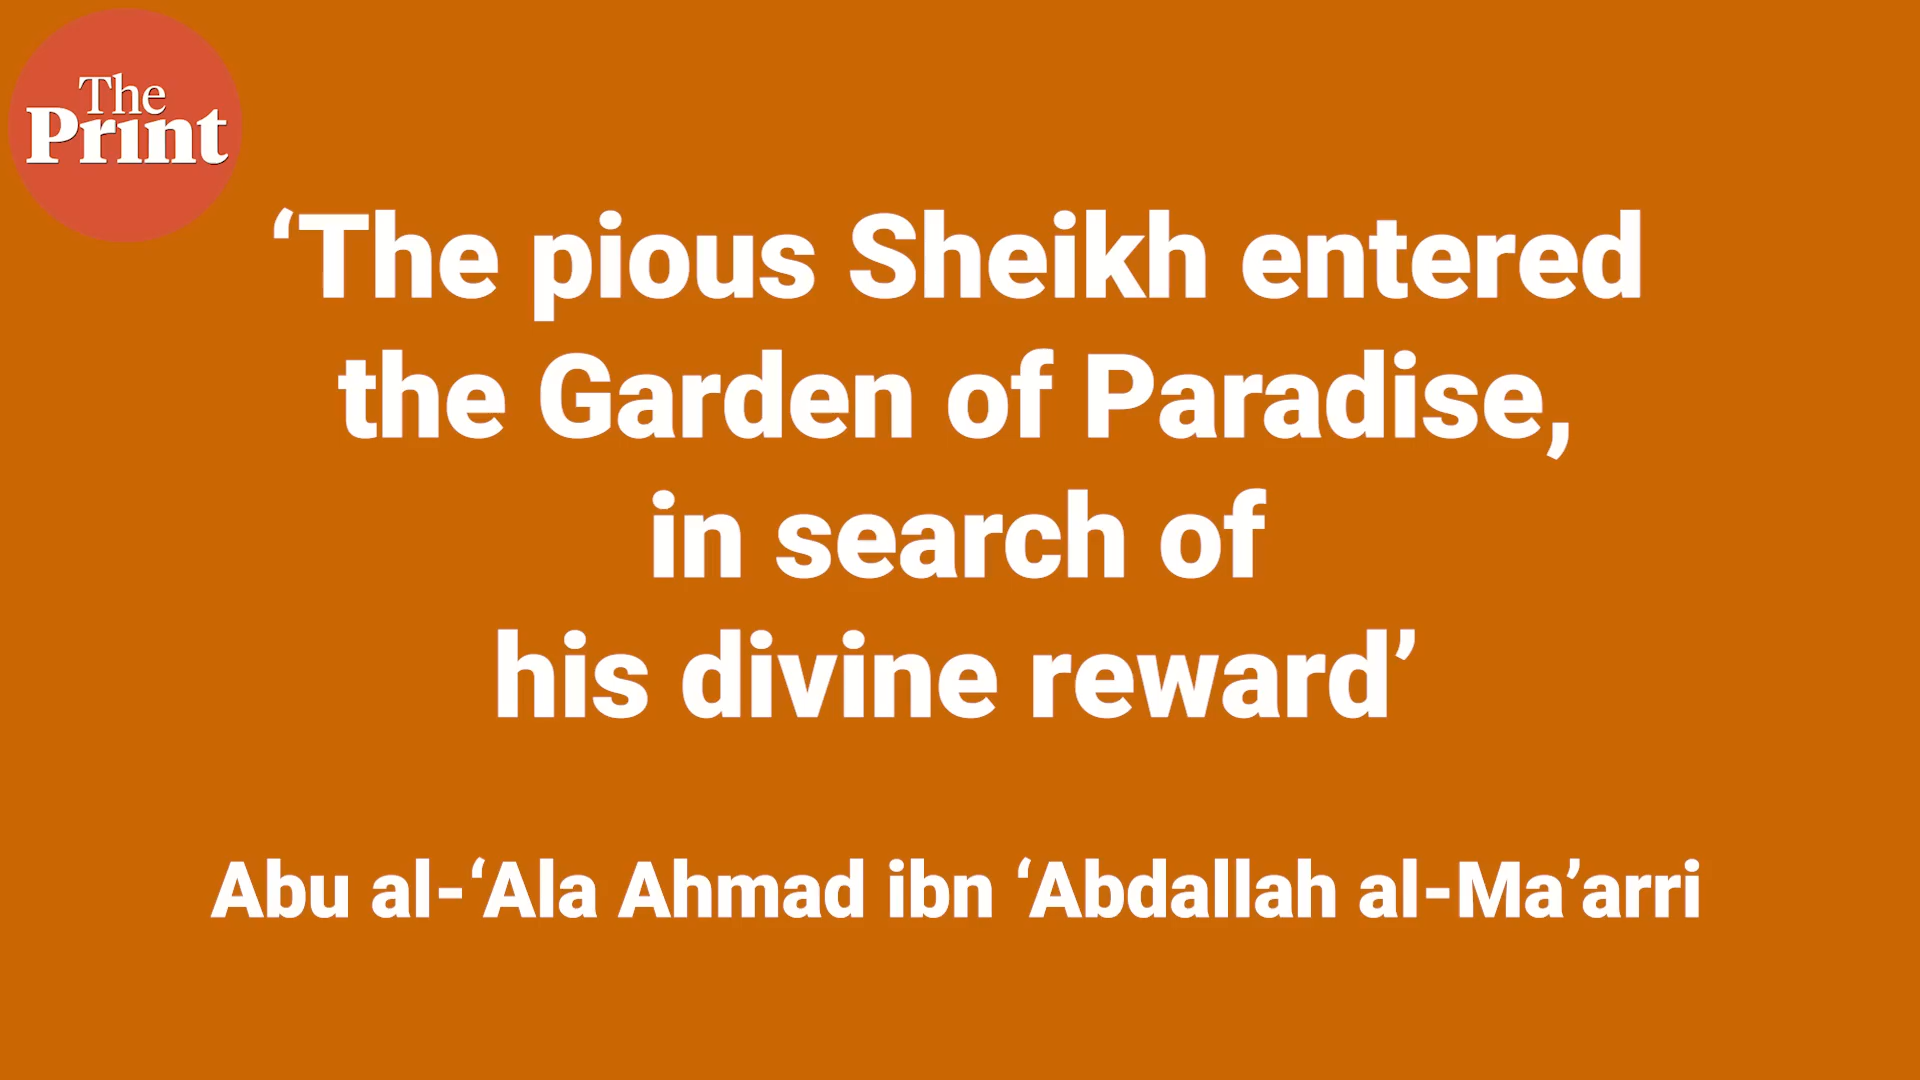 The
Print
‘The pious Sheikh entered
the Garden of Paradise,
in search of
his divine reward’
Abu al-‘Ala Ahmad ibn ‘Abdallah al-Ma’arri